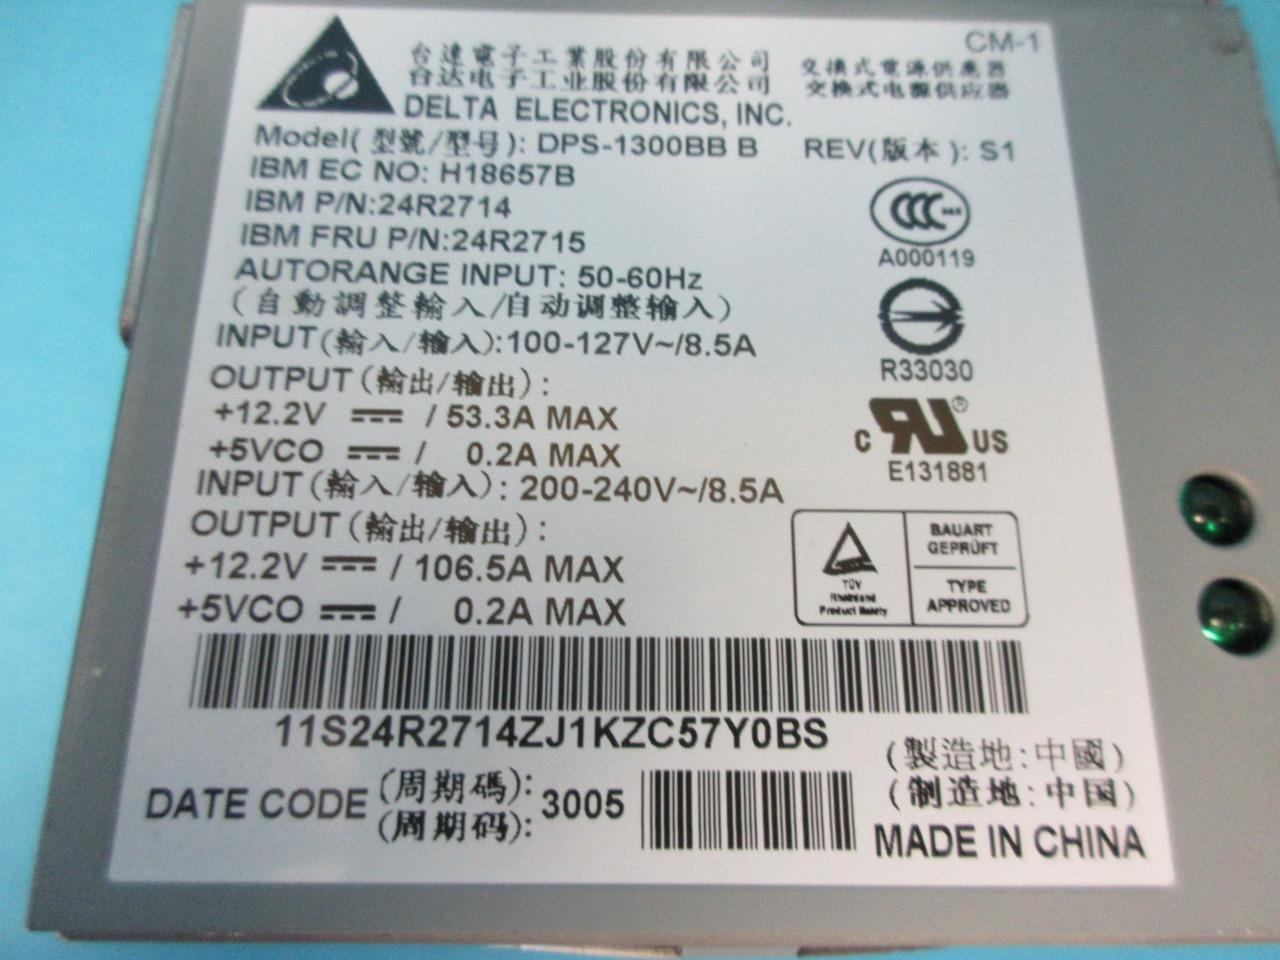 CM-1
台達電子工業股份有限公司
台达电子工业股份有限公司
交換式電源供應器
交换式电源供应器
DELTA ELECTRONICS, INC.
Model(型號/型号): DPS-1300BB B
REV(版本): S1
IBM EC NO: H18657B
IBM P/N:24R2714
IBM FRU P/N:24R2715
AUTORANGE INPUT: 50-60Hz
(自動調整輸入/自动调整输入)
INPUT(輸入/输入):100-127V~/8.5A
OUTPUT(輸出/输出):
+12.2V / 53.3A MAX
+5VCO / 0.2A MAX
INPUT(輸入/输入): 200-240V~/8.5A
OUTPUT(輸出/输出):
+12.2V / 106.5A MAX
+5VCO / 0.2A MAX
CCC
A000119
R33030
C RU ® US
E131881
TÜV
Rheinland
Product Safety
BAUART
GEPRÜFT
TYPE
APPROVED
11S24R2714ZJ1KZC57Y0BS
DATE CODE (周期碼): 3005
(周期码):
(製造地:中國)
(制造地:中国)
MADE IN CHINA